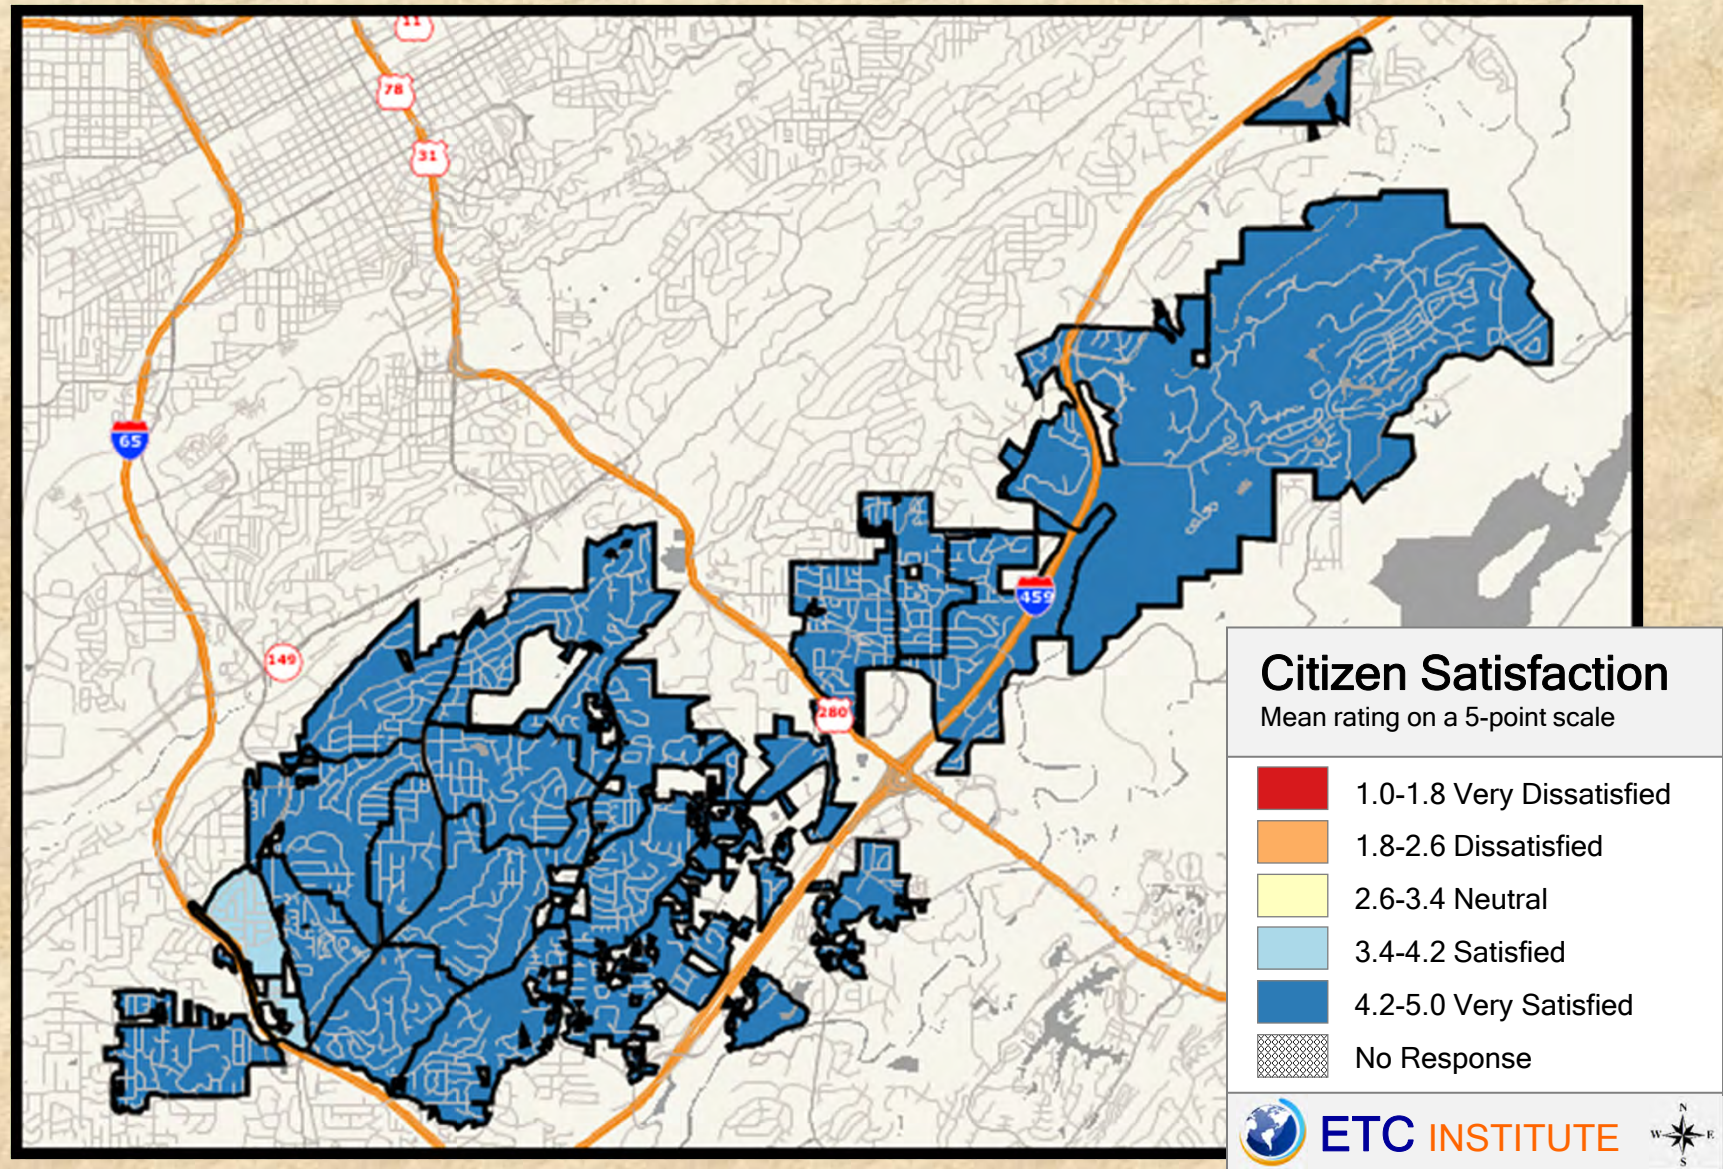 11
78
31
65
459
149
280
Citizen Satisfaction
Mean rating on a 5-point scale
1.0-1.8 Very Dissatisfied
1.8-2.6 Dissatisfied
2.6-3.4 Neutral
3.4-4.2 Satisfied
4.2-5.0 Very Satisfied
No Response
ETC INSTITUTE
N
W E
S